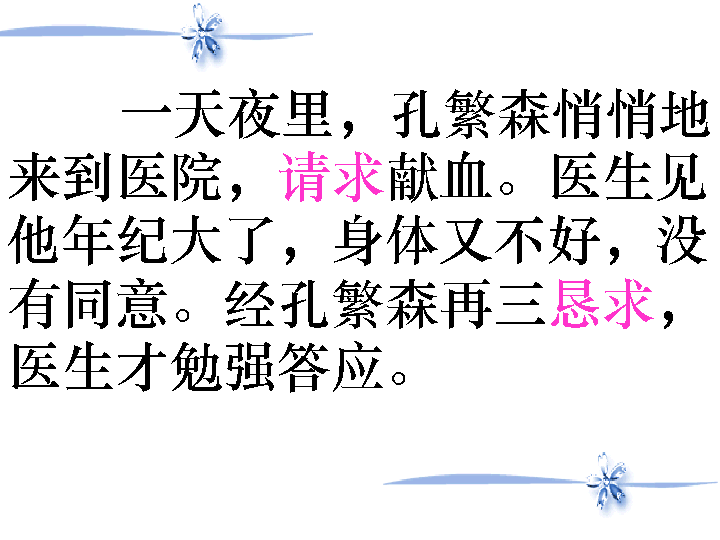 一天夜里，孔繁森悄悄地
来到医院，请求献血。医生见
他年纪大了，身体又不好，没
有同意。经孔繁森再三恳求，
医生才勉强答应。